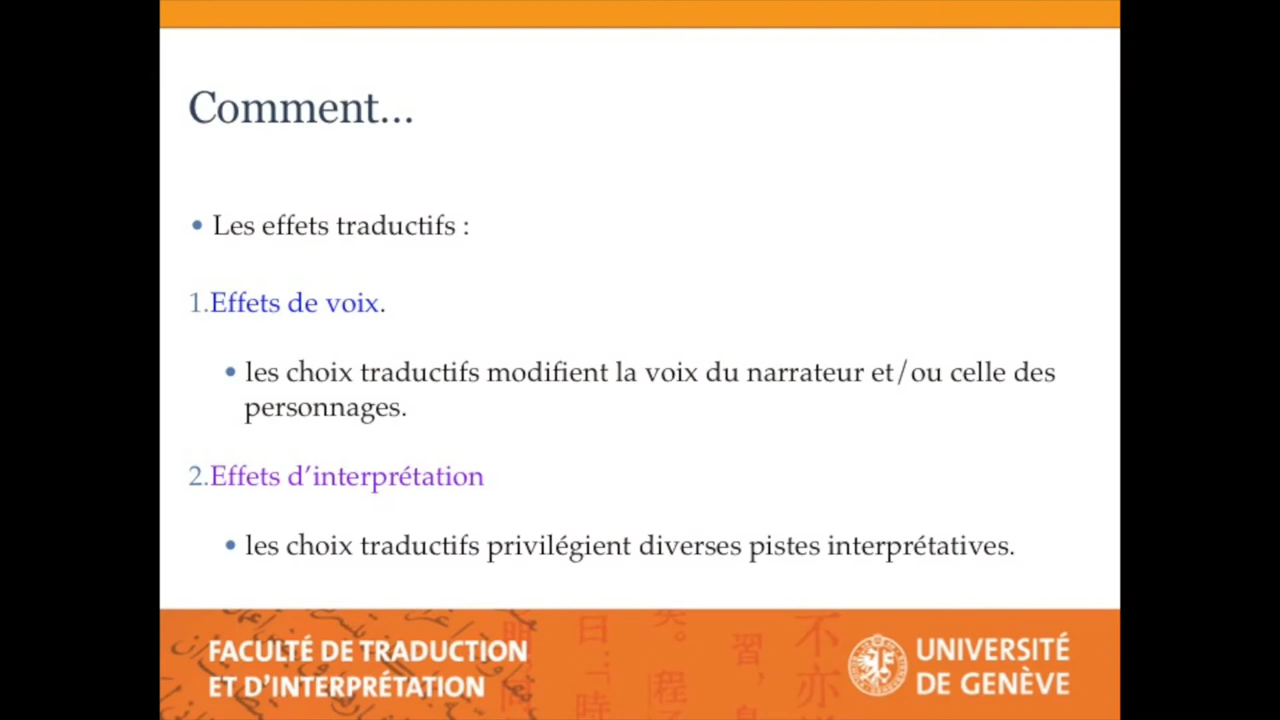 Comment...
• Les effets traductifs :
1.Effets de voix.
• les choix traductifs modifient la voix du narrateur et/ou celle des
personnages.
2.Effets d’interprétation
• les choix traductifs privilégient diverses pistes interprétatives.
FACULTÉ DE TRADUCTION
ET D’INTERPRÉTATION
UNIVERSITÉ
DE GENÈVE